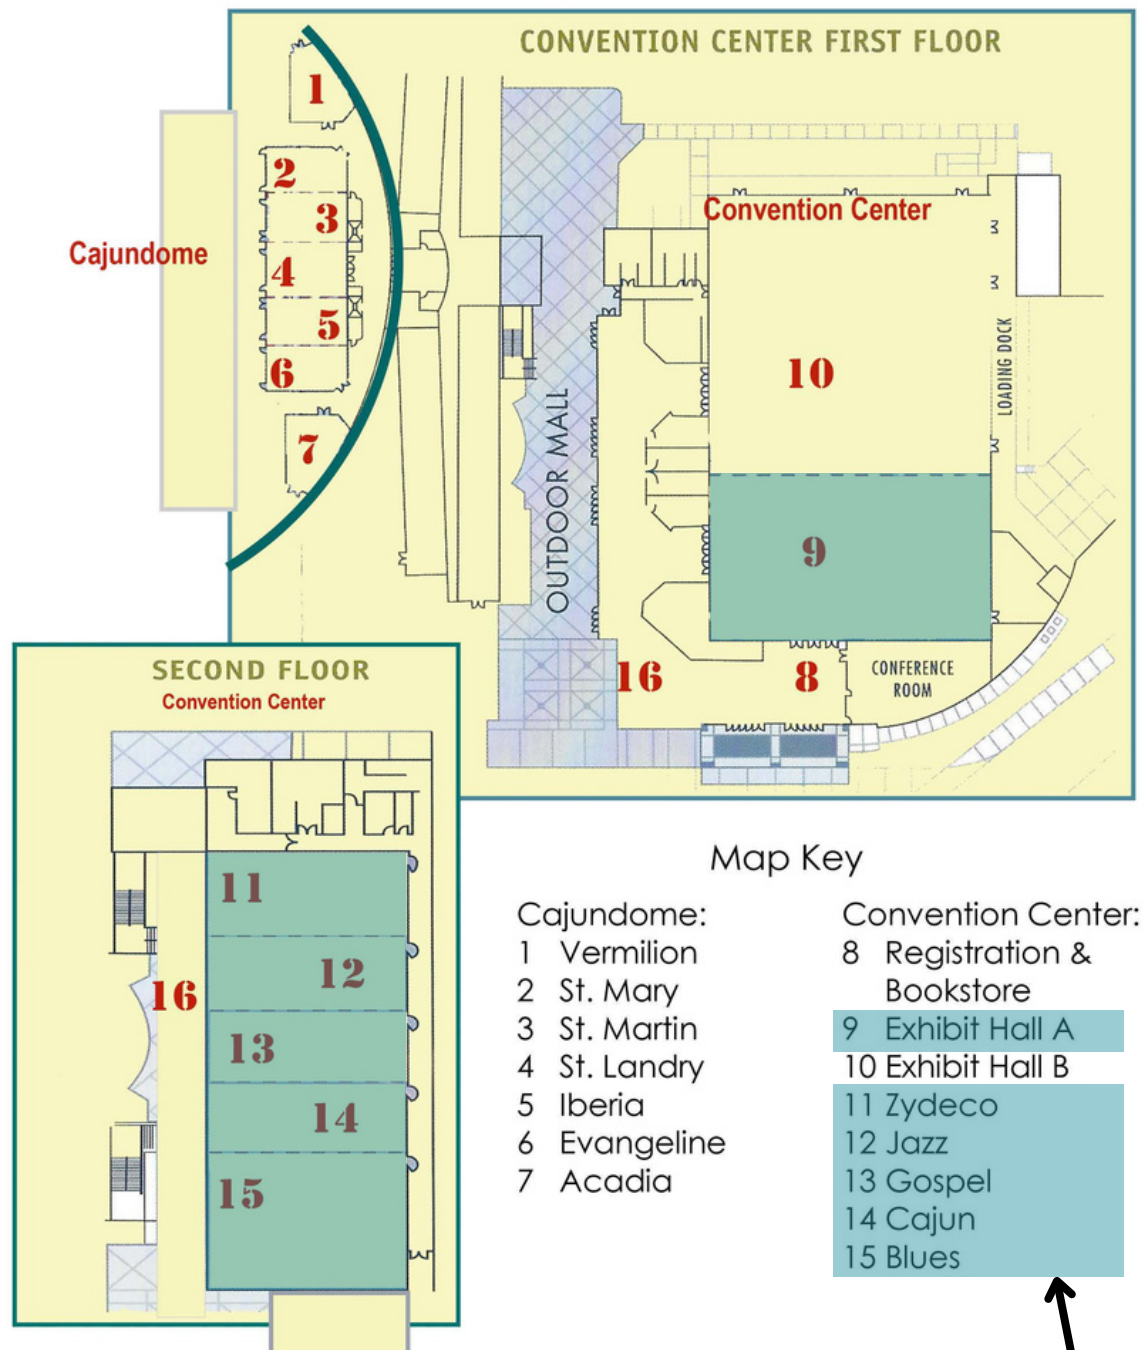 CONVENTION CENTER FIRST FLOOR
1
2
3
Convention Center
Cajundome
4
5
6
10
LOADING DOCK
7
OUTDOOR MALL
9
16
8
CONFERENCE
ROOM
SECOND FLOOR
Convention Center
11
12
16
13
14
15
Map Key
Cajundome:
1 Vermilion
2 St. Mary
3 St. Martin
4 St. Landry
5 Iberia
6 Evangeline
7 Acadia
Convention Center:
8 Registration &
Bookstore
9 Exhibit Hall A
10 Exhibit Hall B
11 Zydeco
12 Jazz
13 Gospel
14 Cajun
15 Blues